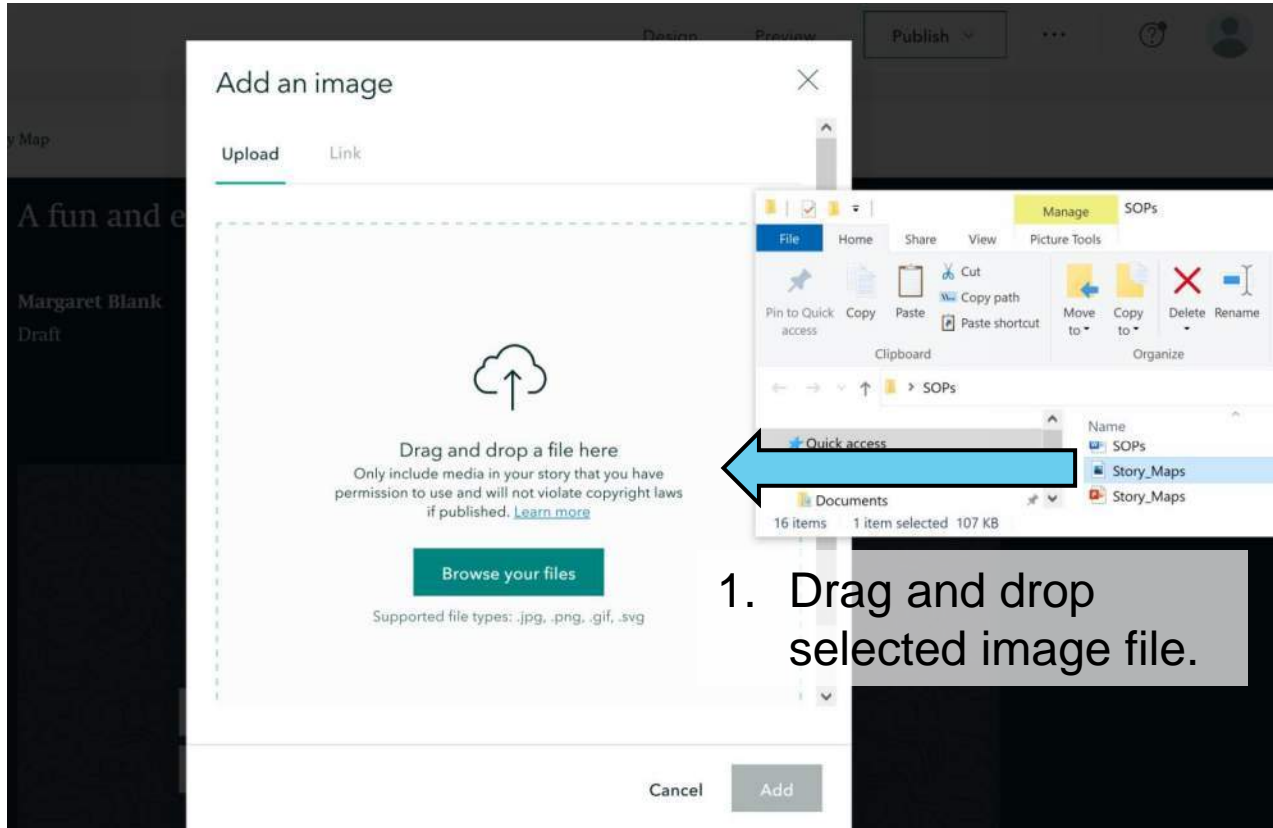 Design Preview Publish ...
Add an image
y Map
Upload Link
A fun and e
Margaret Blank
Draft
Drag and drop a file here
Only include media in your story that you have
permission to use and will not violate copyright laws
if published. Learn more
Browse your files
Supported file types: .jpg, .png, .gif, .svg
Cancel Add
Manage SOPs
File Home Share View Picture Tools
Pin to Quick
access
Copy
Paste
Cut
Copy path
Paste shortcut
Move
to
Copy
to
Delete
Rename
Clipboard Organize
> SOPs
Quick access
Documents
Name
SOPs
Story_Maps
Story_Maps
16 items 1 item selected 107 KB
1. Drag and drop
selected image file.